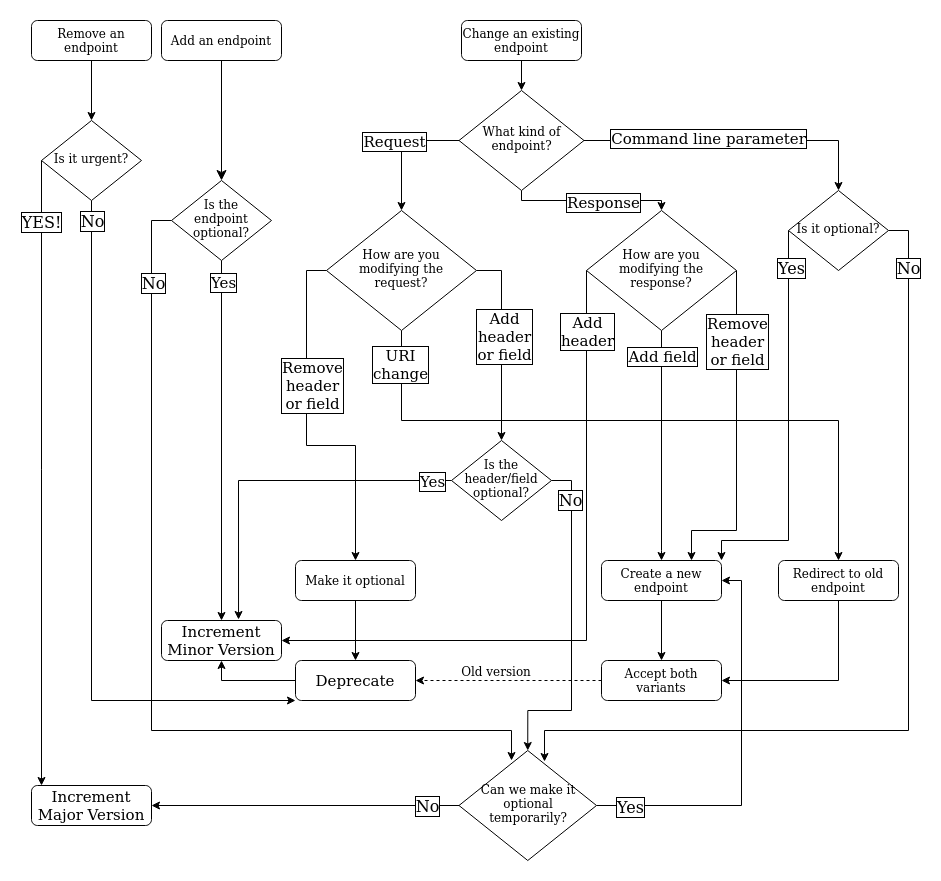 Remove an
endpoint
Add an endpoint
Change an existing
endpoint
What kind of
endpoint?
Request
Command line parameter
Is it urgent?
Response
Is the
endpoint
optional?
YES!
No
Is it optional?
How are you
modifying the
request?
How are you
modifying the
response?
Yes
No
No
Yes
Add
header
or field
Add
header
Remove
header
or field
URI
change
Add field
Remove
header
or field
Is the
header/field
optional?
Yes
No
Make it optional
Create a new
endpoint
Redirect to old
endpoint
Increment
Minor Version
Deprecate
Old version
Accept both
variants
Increment
Major Version
No
Can we make it
optional
temporarily?
Yes